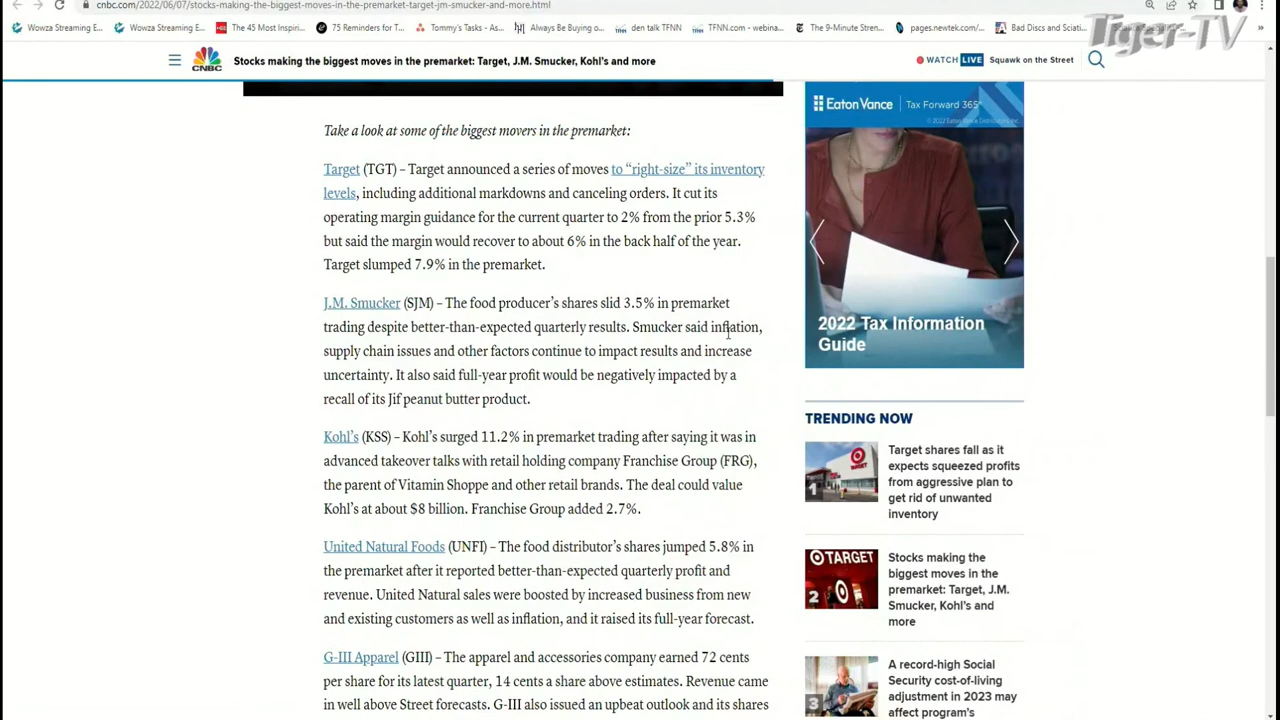 cnbc.com/2022/06/07/stocks-making-the-biggest-moves-in-the-premarket-target-jm-smucker-and-more.html
Wowza Streaming E...
Wowza Streaming E...
The 45 Most Inspiri...
75 Reminders for T...
Tommy's Tasks - As...
Always Be Buying o...
den talk TFNN
TFNN.com - webina...
The 9-Minute Stren...
pages.newtek.com/...
Bad Discs and Sciati...
Tiger-TV
CNBC
Stocks making the biggest moves in the premarket: Target, J.M. Smucker, Kohl's and more
WATCH LIVE
Squawk on the Street
Take a look at some of the biggest movers in the premarket:
Target (TGT) – Target announced a series of moves to “right-size” its inventory
levels, including additional markdowns and canceling orders. It cut its
operating margin guidance for the current quarter to 2% from the prior 5.3%
but said the margin would recover to about 6% in the back half of the year.
Target slumped 7.9% in the premarket.
J.M. Smucker (SJM) – The food producer’s shares slid 3.5% in premarket
trading despite better-than-expected quarterly results. Smucker said inflation,
supply chain issues and other factors continue to impact results and increase
uncertainty. It also said full-year profit would be negatively impacted by a
recall of its Jif peanut butter product.
Kohl’s (KSS) – Kohl’s surged 11.2% in premarket trading after saying it was in
advanced takeover talks with retail holding company Franchise Group (FRG),
the parent of Vitamin Shoppe and other retail brands. The deal could value
Kohl’s at about $8 billion. Franchise Group added 2.7%.
United Natural Foods (UNFI) – The food distributor’s shares jumped 5.8% in
the premarket after it reported better-than-expected quarterly profit and
revenue. United Natural sales were boosted by increased business from new
and existing customers as well as inflation, and it raised its full-year forecast.
G-III Apparel (GIII) – The apparel and accessories company earned 72 cents
per share for its latest quarter, 14 cents a share above estimates. Revenue came
in well above Street forecasts. G-III also issued an upbeat outlook and its shares
Eaton Vance
Tax Forward 365°
2022 Tax Information
Guide
TRENDING NOW
1
Target shares fall as it
expects squeezed profits
from aggressive plan to
get rid of unwanted
inventory
TARGET
2
Stocks making the
biggest moves in the
premarket: Target, J.M.
Smucker, Kohl's and
more
3
A record-high Social
Security cost-of-living
adjustment in 2023 may
affect program's